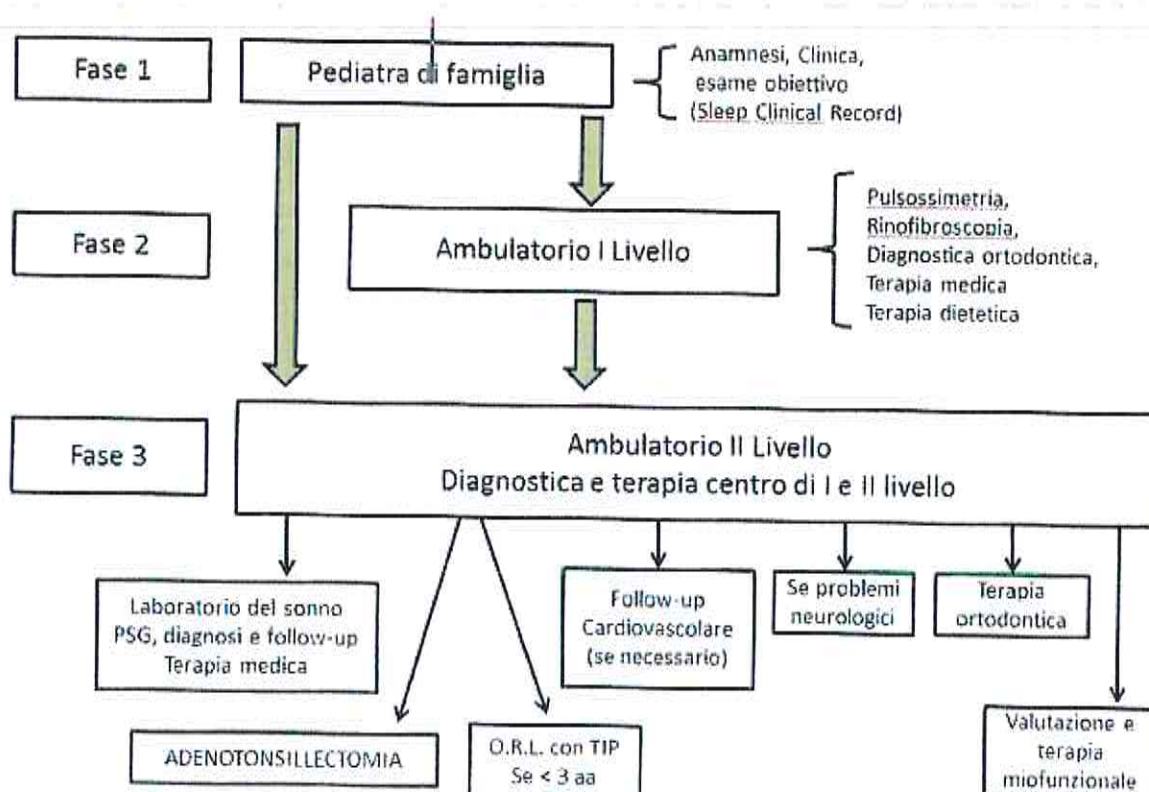 Fase 1
Pediatra di famiglia
Anamnesi, Clinica,
esame obiettivo
(Sleep Clinical Record)
Fase 2
Ambulatorio I Livello
Pulsossimetria,
Rinofibroscopia,
Diagnostica ortodontica,
Terapia medica
Terapia dietetica
Fase 3
Ambulatorio II Livello
Diagnostica e terapia centro di I e II livello
Laboratorio del sonno
PSG, diagnosi e follow-up
Terapia medica
Follow-up
Cardiovascolare
(se necessario)
Se problemi
neurologici
Terapia
ortodontica
ADENOTONSILLECTOMIA
O.R.L. con TIP
Se < 3 aa
Valutazione e
terapia
miofunzionale